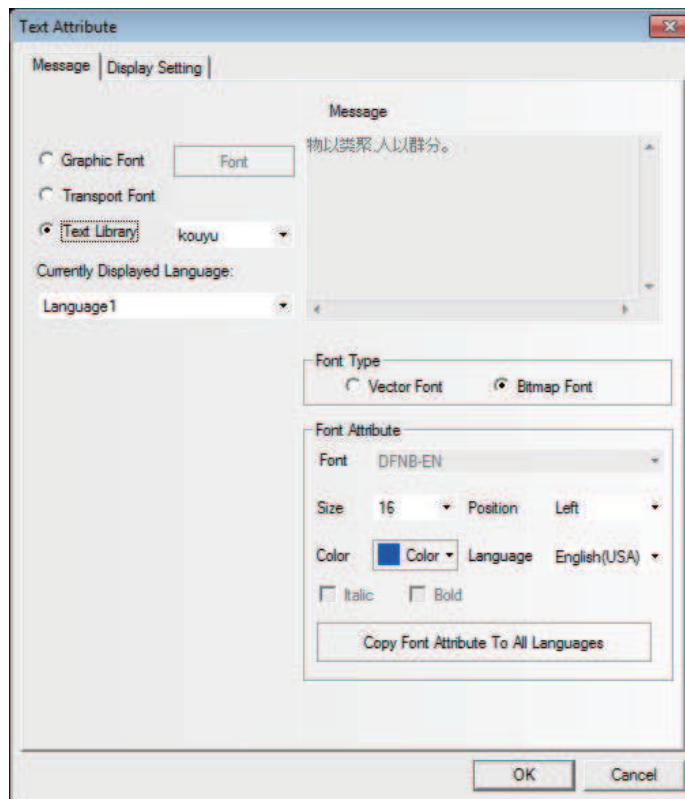 Text Attribute
Message
Display Setting
Message
Graphic Font
Font
物以类聚,人以群分。
Transport Font
Text Library
kouyu
Currently Displayed Language:
Language1
Font Type
Vector Font
Bitmap Font
Font Attribute
Font
DFNB-EN
Size
16
Position
Left
Color
Color
Language
English(USA)
Italic
Bold
Copy Font Attribute To All Languages
OK
Cancel